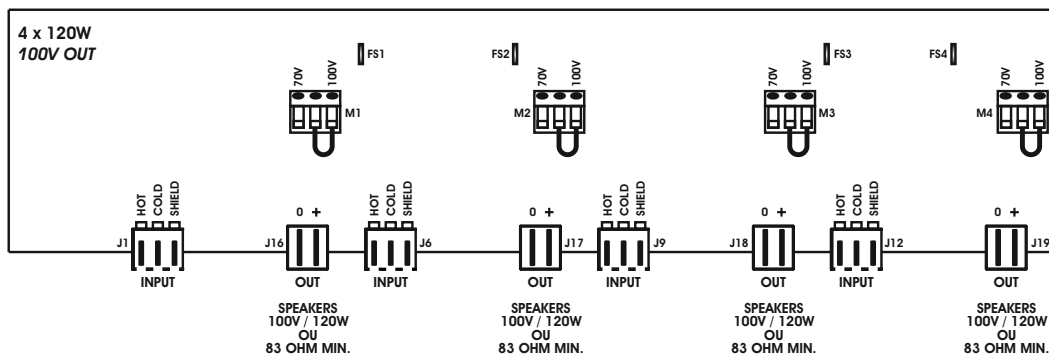 4 x 120W
100V OUT
FS1
FS2
FS3
FS4
70V
100V
70V
100V
70V
100V
70V
100V
M1
M2
M3
M4
HOT
COLD
SHIELD
0 +
HOT
COLD
SHIELD
0 +
HOT
COLD
SHIELD
0 +
HOT
COLD
SHIELD
0 +
J1
J16
J6
J17
J9
J18
J12
J19
INPUT
OUT
INPUT
OUT
INPUT
OUT
INPUT
OUT
SPEAKERS
100V / 120W
OU
83 OHM MIN.
SPEAKERS
100V / 120W
OU
83 OHM MIN.
SPEAKERS
100V / 120W
OU
83 OHM MIN.
SPEAKERS
100V / 120W
OU
83 OHM MIN.